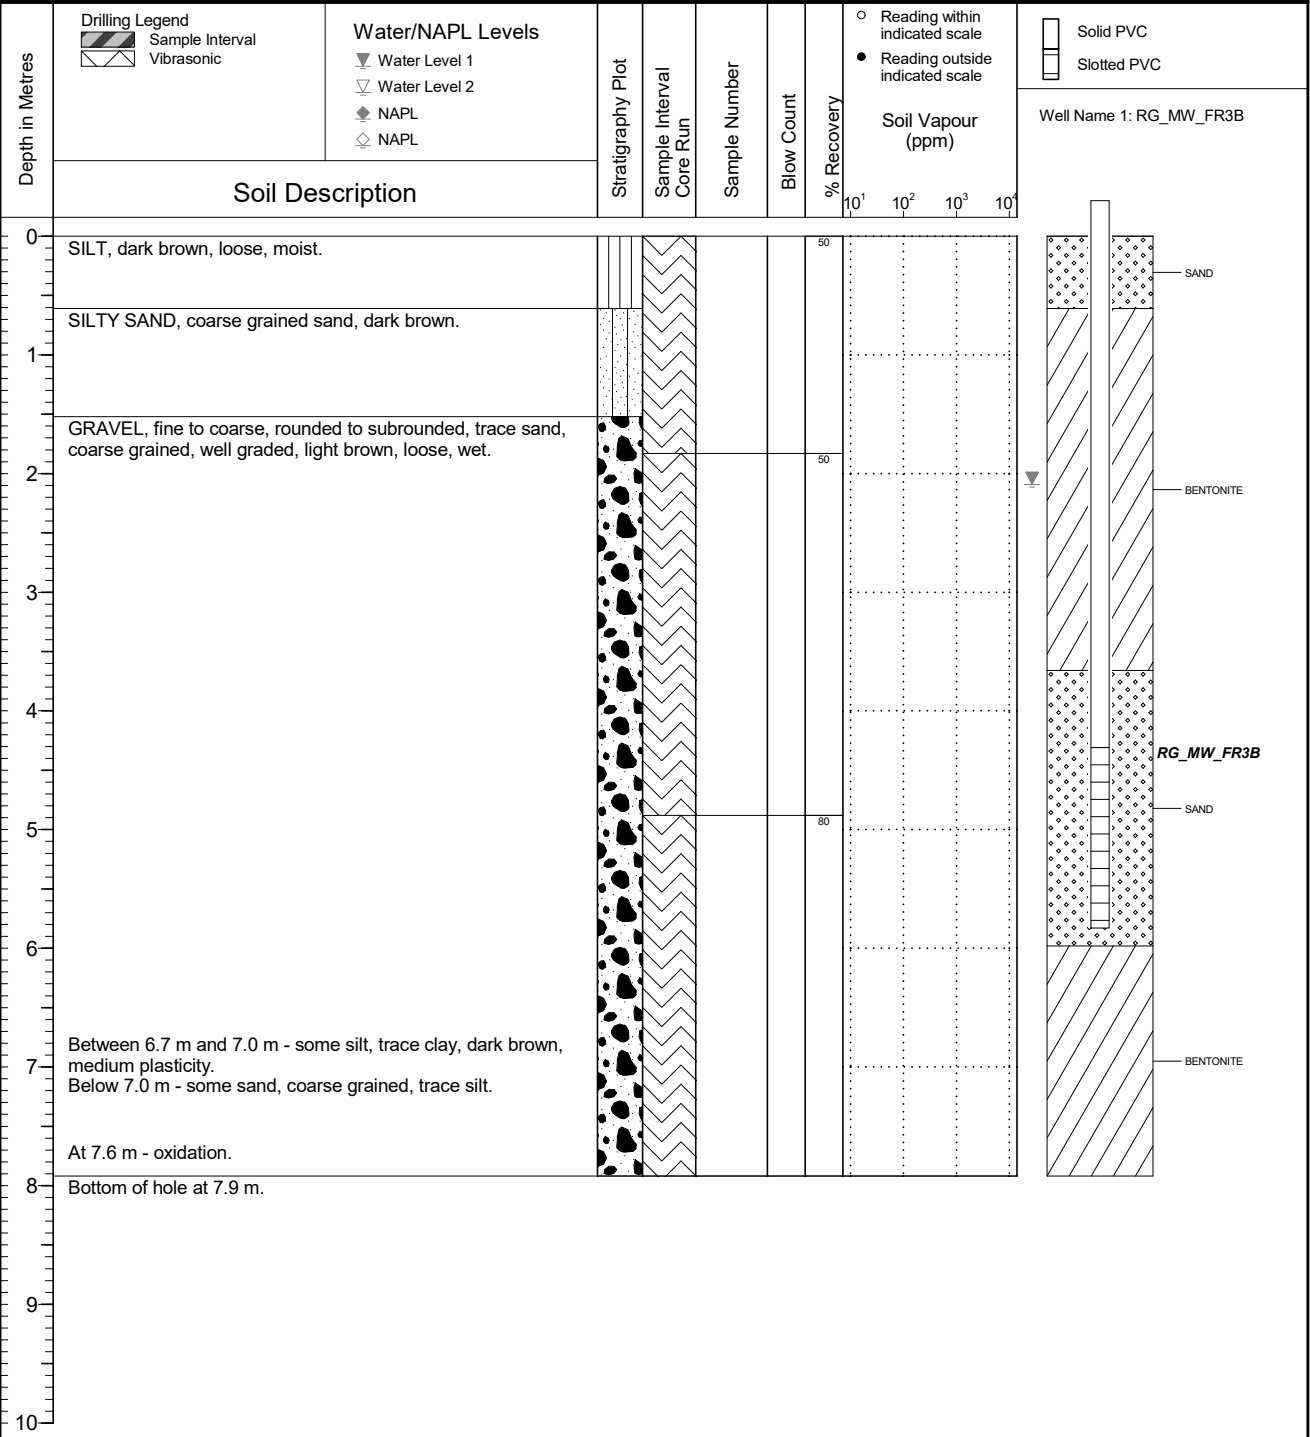 Drilling Legend
Sample Interval
Vibrasonic
Water/NAPL Levels
Water Level 1
Water Level 2
NAPL
NAPL
Depth in Metres
Soil Description
Stratigraphy Plot
Sample Interval
Core Run
Sample Number
Blow Count
% Recovery
Reading within
indicated scale
Reading outside
indicated scale
Soil Vapour
(ppm)
10¹ 10² 10³ 10⁴
Solid PVC
Slotted PVC
Well Name 1: RG_MW_FR3B
0
SILT, dark brown, loose, moist.
50
SAND
SILTY SAND, coarse grained sand, dark brown.
1
GRAVEL, fine to coarse, rounded to subrounded, trace sand,
coarse grained, well graded, light brown, loose, wet.
50
2
BENTONITE
3
4
RG_MW_FR3B
SAND
5
80
6
Between 6.7 m and 7.0 m - some silt, trace clay, dark brown,
medium plasticity.
7
BENTONITE
Below 7.0 m - some sand, coarse grained, trace silt.
At 7.6 m - oxidation.
8
Bottom of hole at 7.9 m.
9
10